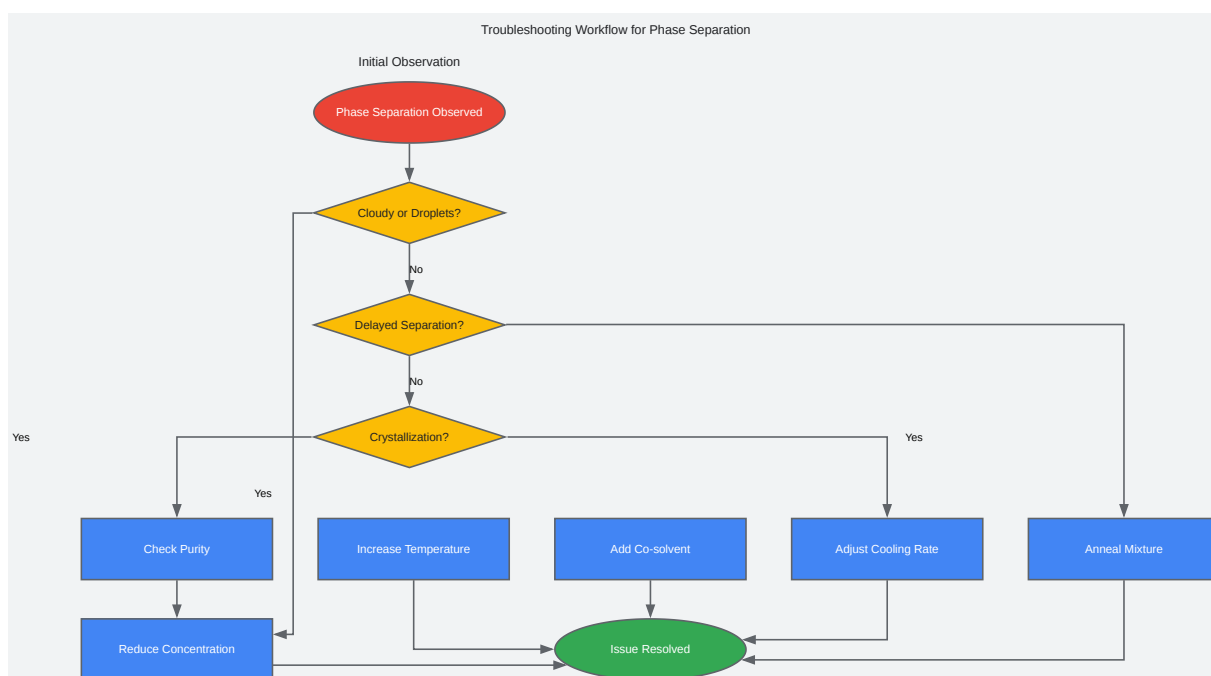 Troubleshooting Workflow for Phase Separation
Initial Observation
Phase Separation Observed
Cloudy or Droplets?
No
Delayed Separation?
No
Yes
Crystallization?
Yes
Yes
Check Purity
Increase Temperature
Add Co-solvent
Adjust Cooling Rate
Anneal Mixture
Reduce Concentration
Issue Resolved